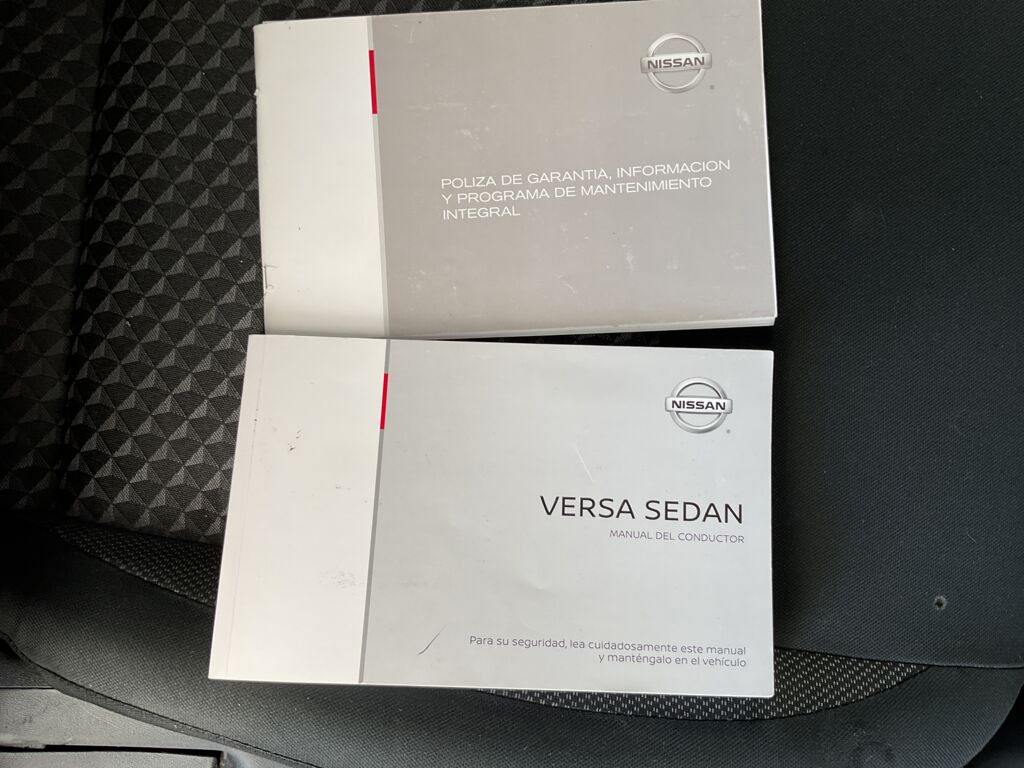 NISSAN
POLIZA DE GARANTIA, INFORMACION
Y PROGRAMA DE MANTENIMIENTO
INTEGRAL
NISSAN
VERSA SEDAN
MANUAL DEL CONDUCTOR
Para su seguridad, lea cuidadosamente este manual
y manténgalo en el vehículo